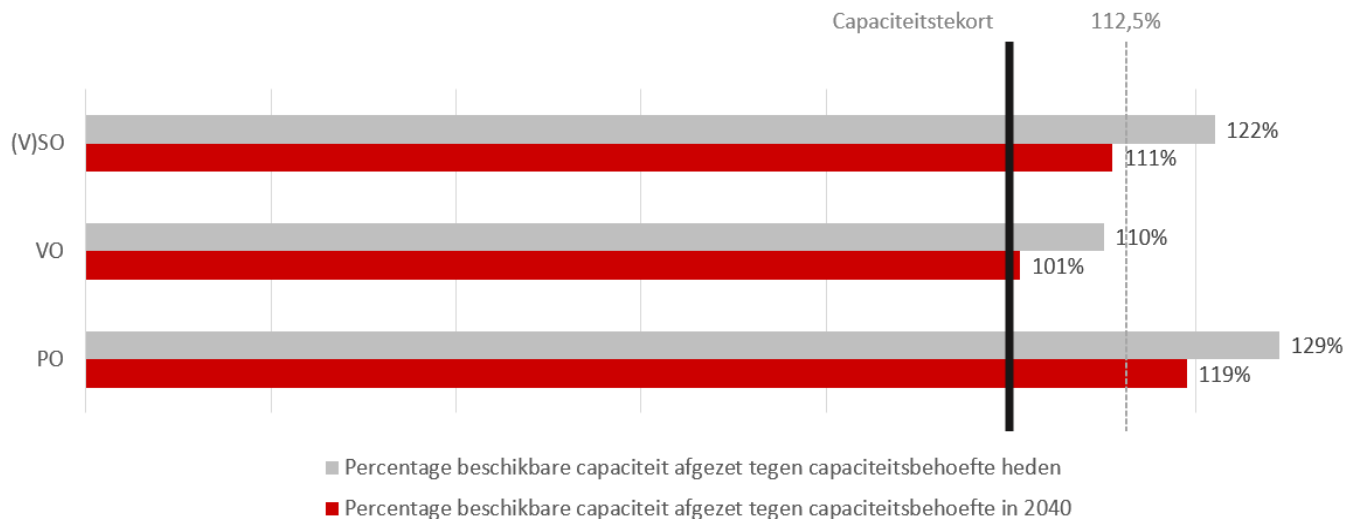 Capaciteitstekort 112,5%
(V)SO 122%
111%
VO 110%
101%
PO 129%
119%
Percentage beschikbare capaciteit afgezet tegen capaciteitsbehoefte heden
Percentage beschikbare capaciteit afgezet tegen capaciteitsbehoefte in 2040